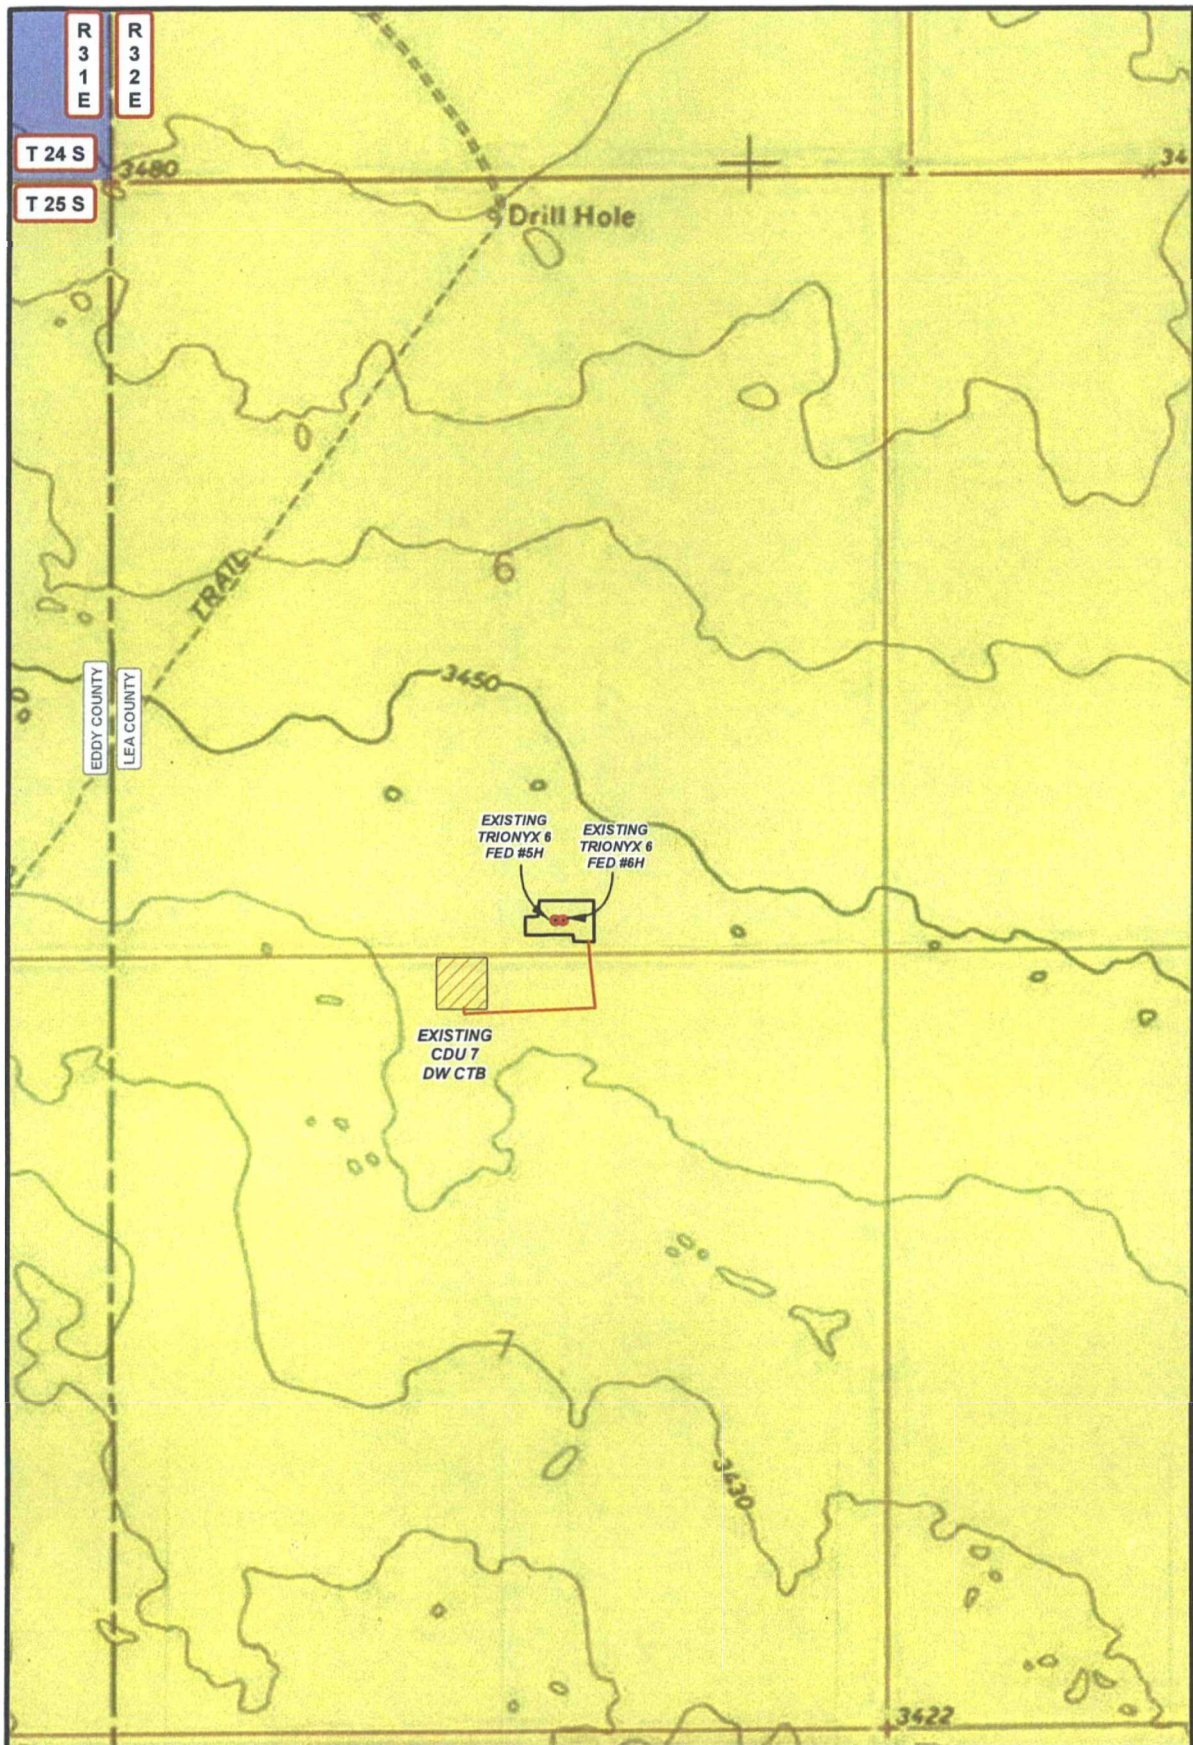 R
3
1
E
R
3
2
E
T 24 S
T 25 S
3480
34
Drill Hole
6
TRAIL
3450
EDDY COUNTY
LEA COUNTY
EXISTING
TRIONYX 6
FED #5H
EXISTING
TRIONYX 6
FED #6H
EXISTING
CDU 7
DW CTB
7
3430
3422